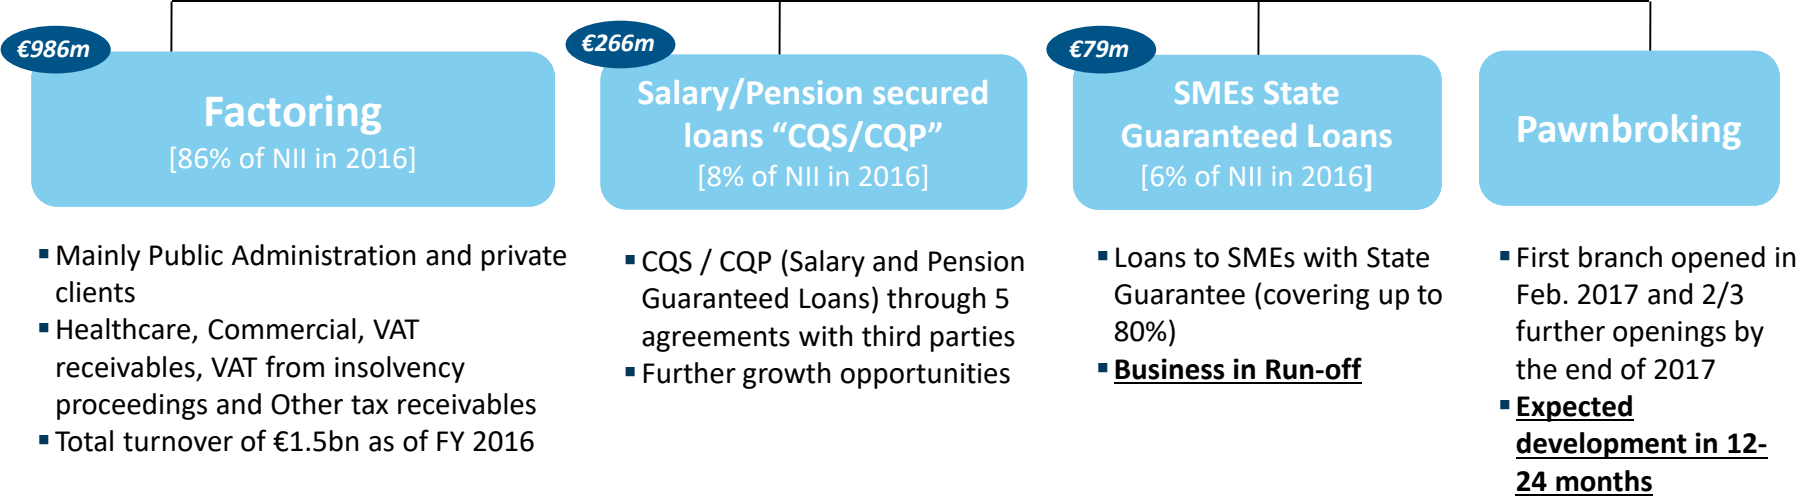 €986m
Factoring
[86% of NII in 2016]
▪ Mainly Public Administration and private
clients
▪ Healthcare, Commercial, VAT
receivables, VAT from insolvency
proceedings and Other tax receivables
▪ Total turnover of €1.5bn as of FY 2016
€266m
Salary/Pension secured
loans “CQS/CQP”
[8% of NII in 2016]
▪ CQS / CQP (Salary and Pension
Guaranteed Loans) through 5
agreements with third parties
▪ Further growth opportunities
€79m
SMEs State
Guaranteed Loans
[6% of NII in 2016]
▪ Loans to SMEs with State
Guarantee (covering up to
80%)
▪ Business in Run-off
Pawnbroking
▪ First branch opened in
Feb. 2017 and 2/3
further openings by
the end of 2017
▪ Expected
development in 12-
24 months